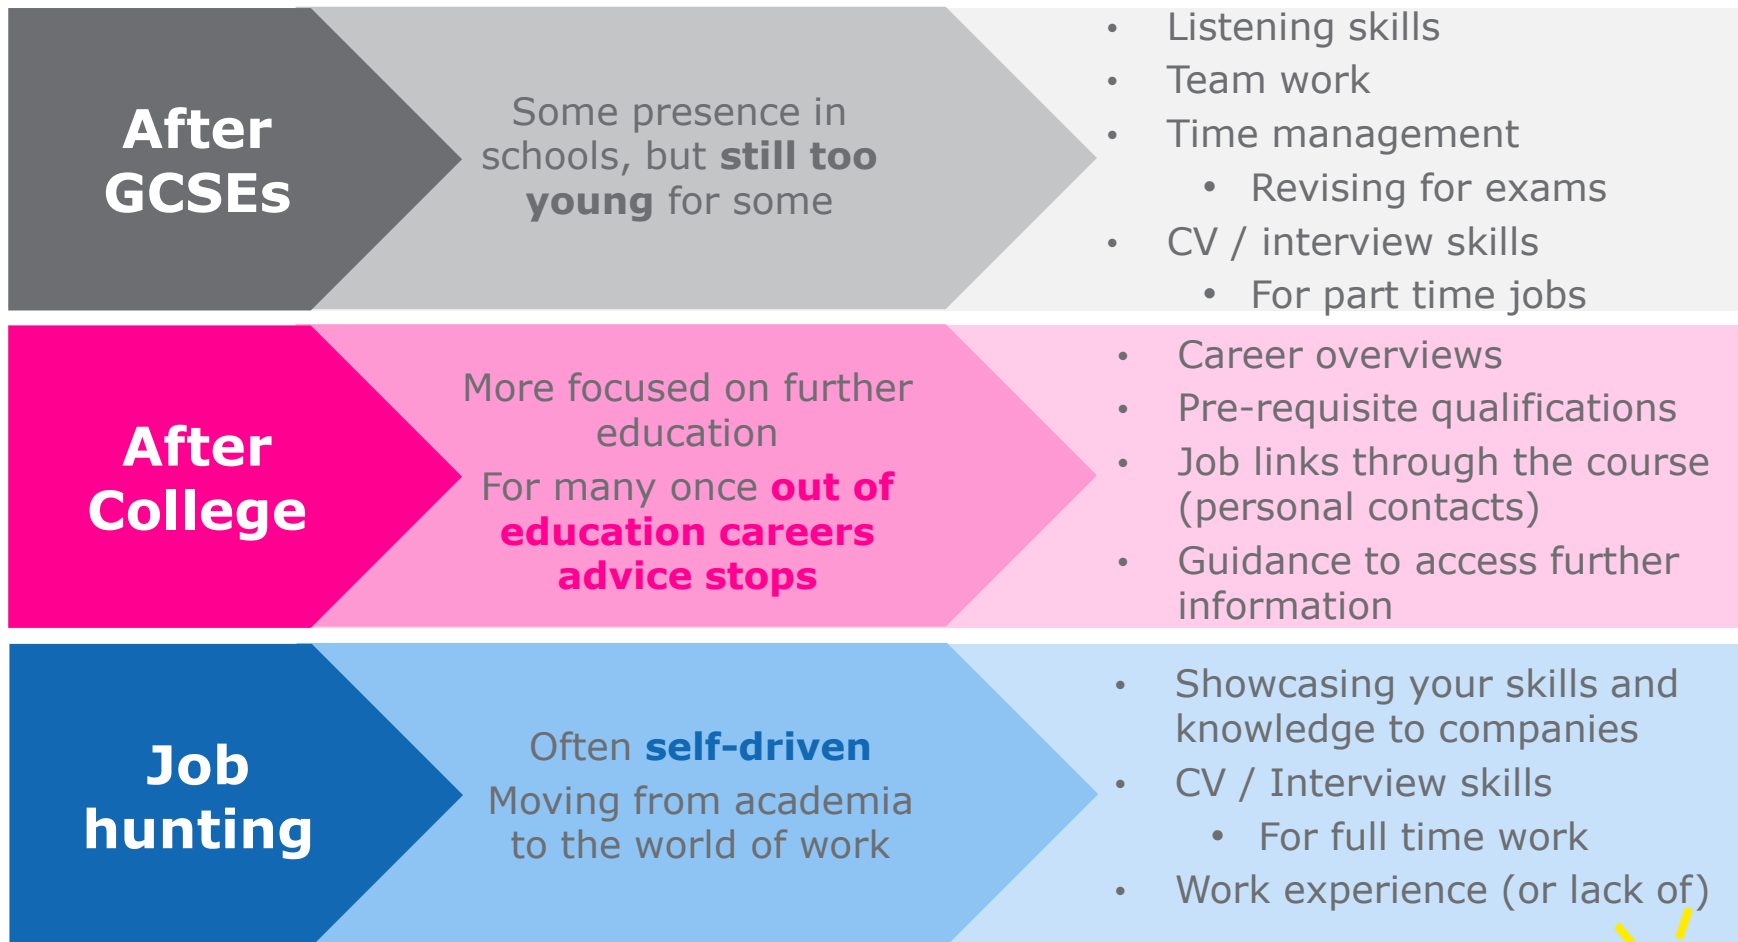 After
GCSEs
Some presence in
schools, but still too
young for some
• Listening skills
• Team work
• Time management
• Revising for exams
• CV / interview skills
• For part time jobs
After
College
More focused on further
education
For many once out of
education careers
advice stops
• Career overviews
• Pre-requisite qualifications
• Job links through the course
(personal contacts)
• Guidance to access further
information
Job
hunting
Often self-driven
Moving from academia
to the world of work
• Showcasing your skills and
knowledge to companies
• CV / Interview skills
• For full time work
• Work experience (or lack of)